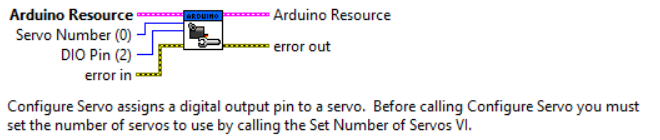 Arduino Resource
Servo Number (0)
DIO Pin (2)
error in
ARDUINO
Arduino Resource
error out
Configure Servo assigns a digital output pin to a servo.  Before calling Configure Servo you must
set the number of servos to use by calling the Set Number of Servos VI.